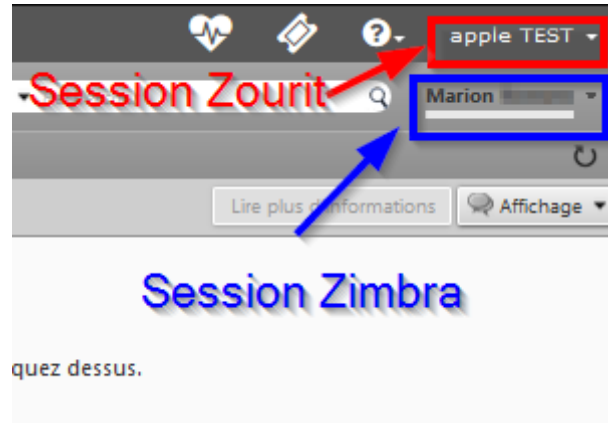 apple TEST
Session Zourit
Marion
Lire plus d'informations
Affichage
Session Zimbra
quez dessus.